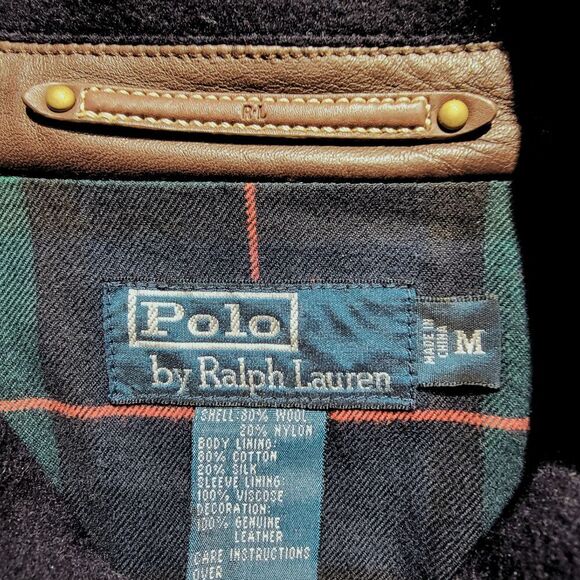 RL
Polo
by Ralph Lauren
MADE IN
CHINA
M
SHELL: 80% WOOL
20% NYLON
BODY LINING:
80% COTTON
20% SILK
SLEEVE LINING:
100% VISCOSE
DECORATION:
100% GENUINE
LEATHER
CARE INSTRUCTIONS
OVER